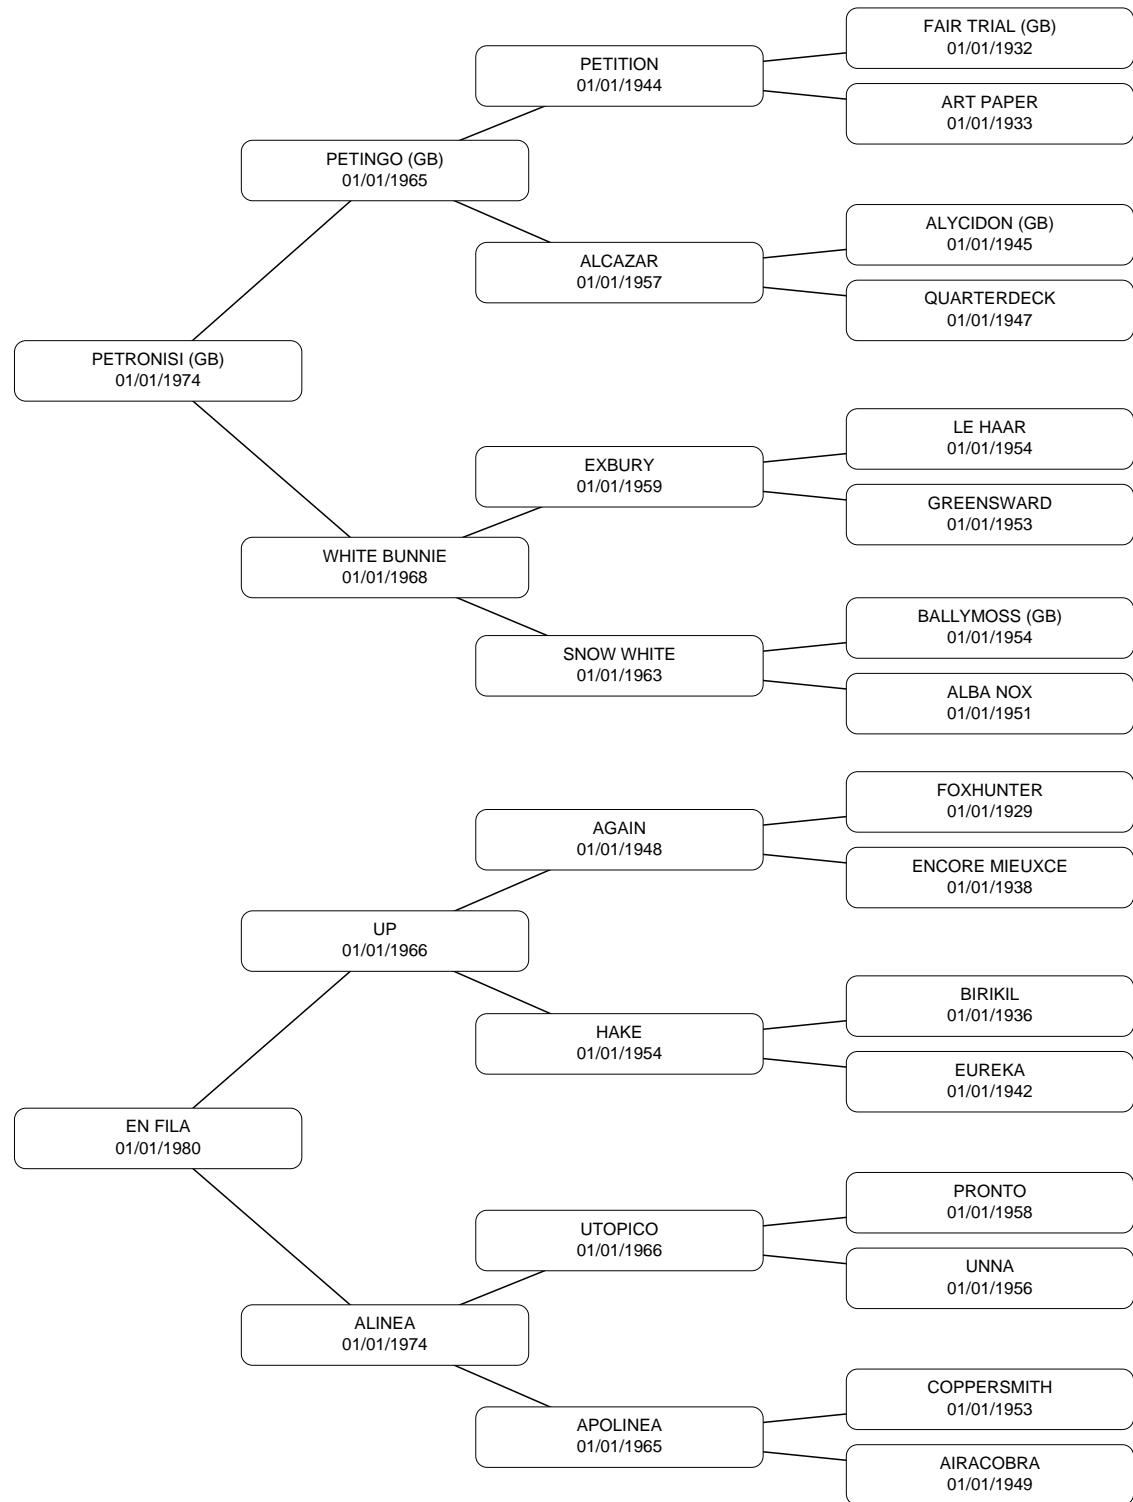 FAIR TRIAL (GB)
01/01/1932
PETITION
01/01/1944
ART PAPER
01/01/1933
PETINGO (GB)
01/01/1965
ALYCIDON (GB)
01/01/1945
ALCAZAR
01/01/1957
QUARTERDECK
01/01/1947
PETRONISI (GB)
01/01/1974
LE HAAR
01/01/1954
EXBURY
01/01/1959
GREENSWARD
01/01/1953
WHITE BUNNIE
01/01/1968
BALLYMOSS (GB)
01/01/1954
SNOW WHITE
01/01/1963
ALBA NOX
01/01/1951
FOXHUNTER
01/01/1929
AGAIN
01/01/1948
ENCORE MIEUXCE
01/01/1938
UP
01/01/1966
BIRIKIL
01/01/1936
HAKE
01/01/1954
EUREKA
01/01/1942
EN FILA
01/01/1980
PRONTO
01/01/1958
UTOPICO
01/01/1966
UNNA
01/01/1956
ALINEA
01/01/1974
COPPERSMITH
01/01/1953
APOLINEA
01/01/1965
AIRACOBRA
01/01/1949